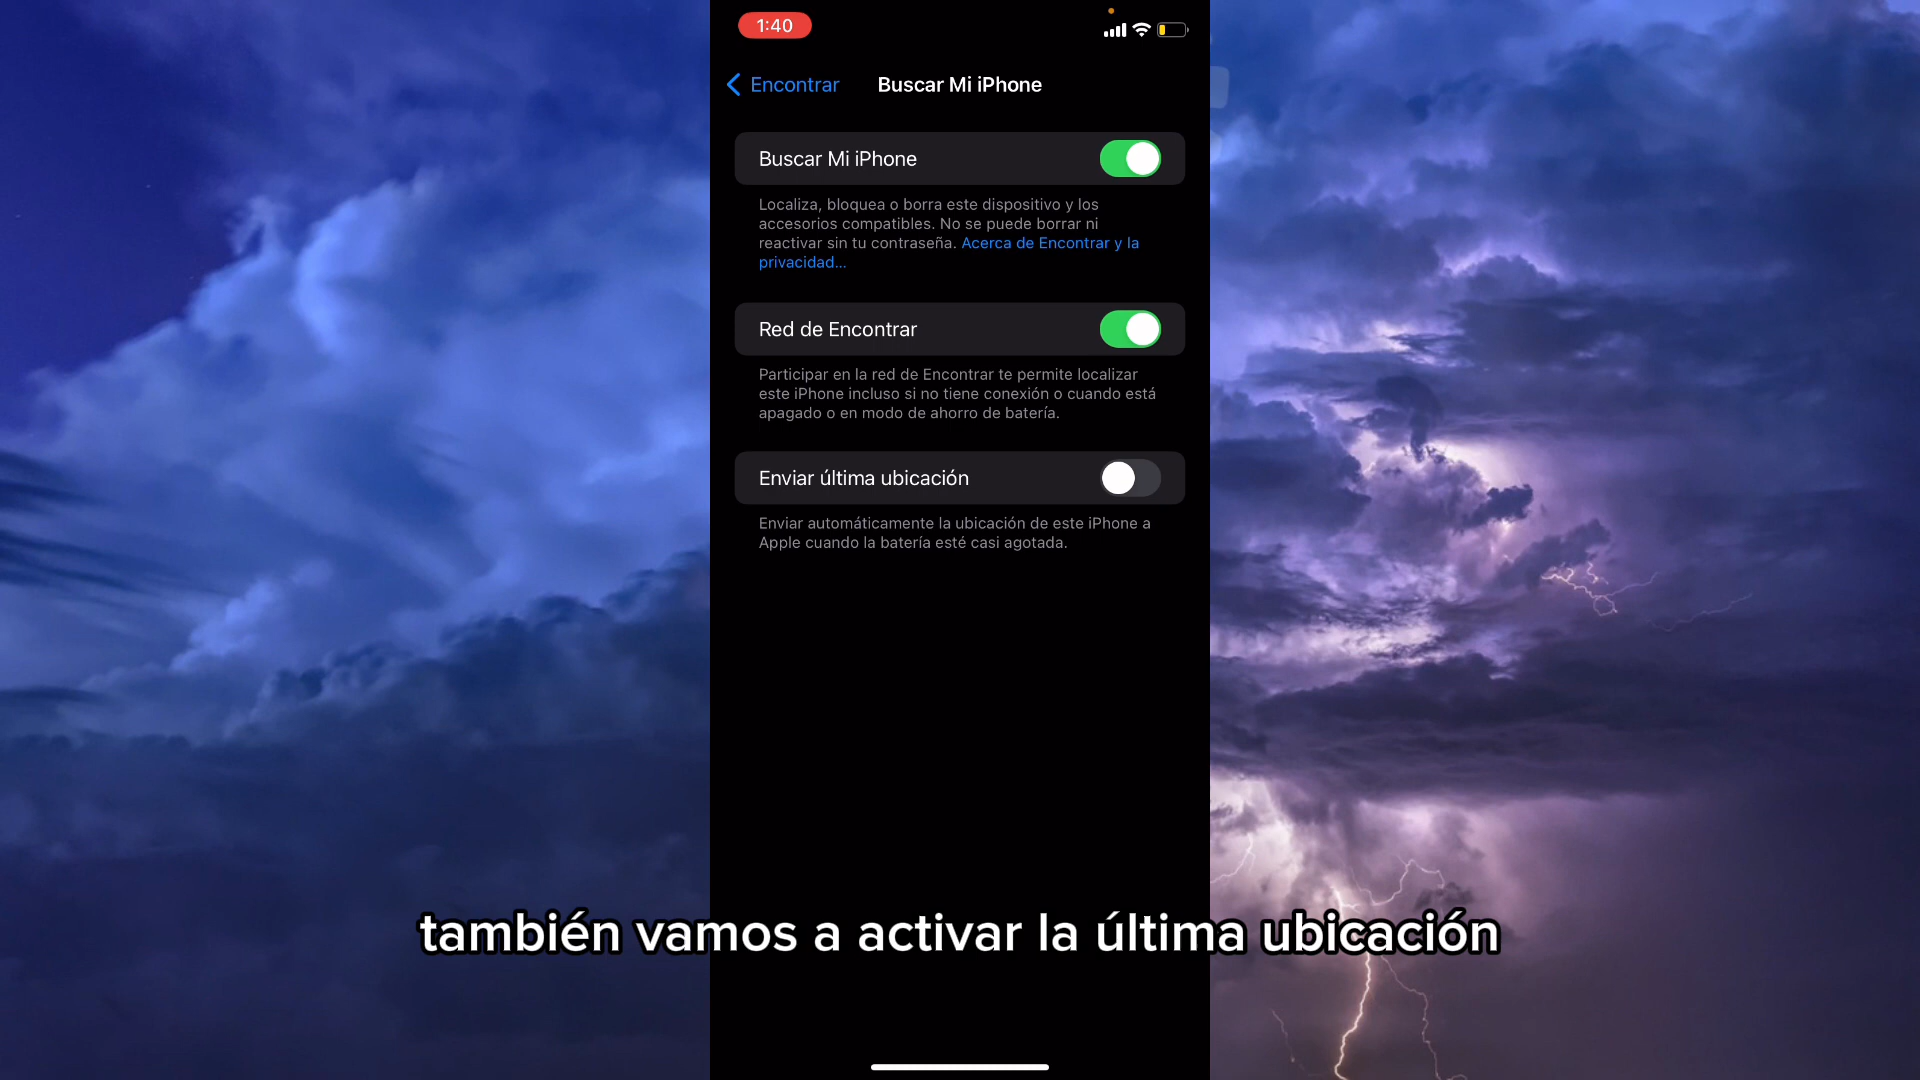 1:40
Encontrar
Buscar Mi iPhone
Buscar Mi iPhone
Localiza, bloquea o borra este dispositivo y los
accesorios compatibles. No se puede borrar ni
reactivar sin tu contraseña. Acerca de Encontrar y la
privacidad...
Red de Encontrar
Participar en la red de Encontrar te permite localizar
este iPhone incluso si no tiene conexión o cuando está
apagado o en modo de ahorro de batería.
Enviar última ubicación
Enviar automáticamente la ubicación de este iPhone a
Apple cuando la batería esté casi agotada.
también vamos a activar la última ubicación